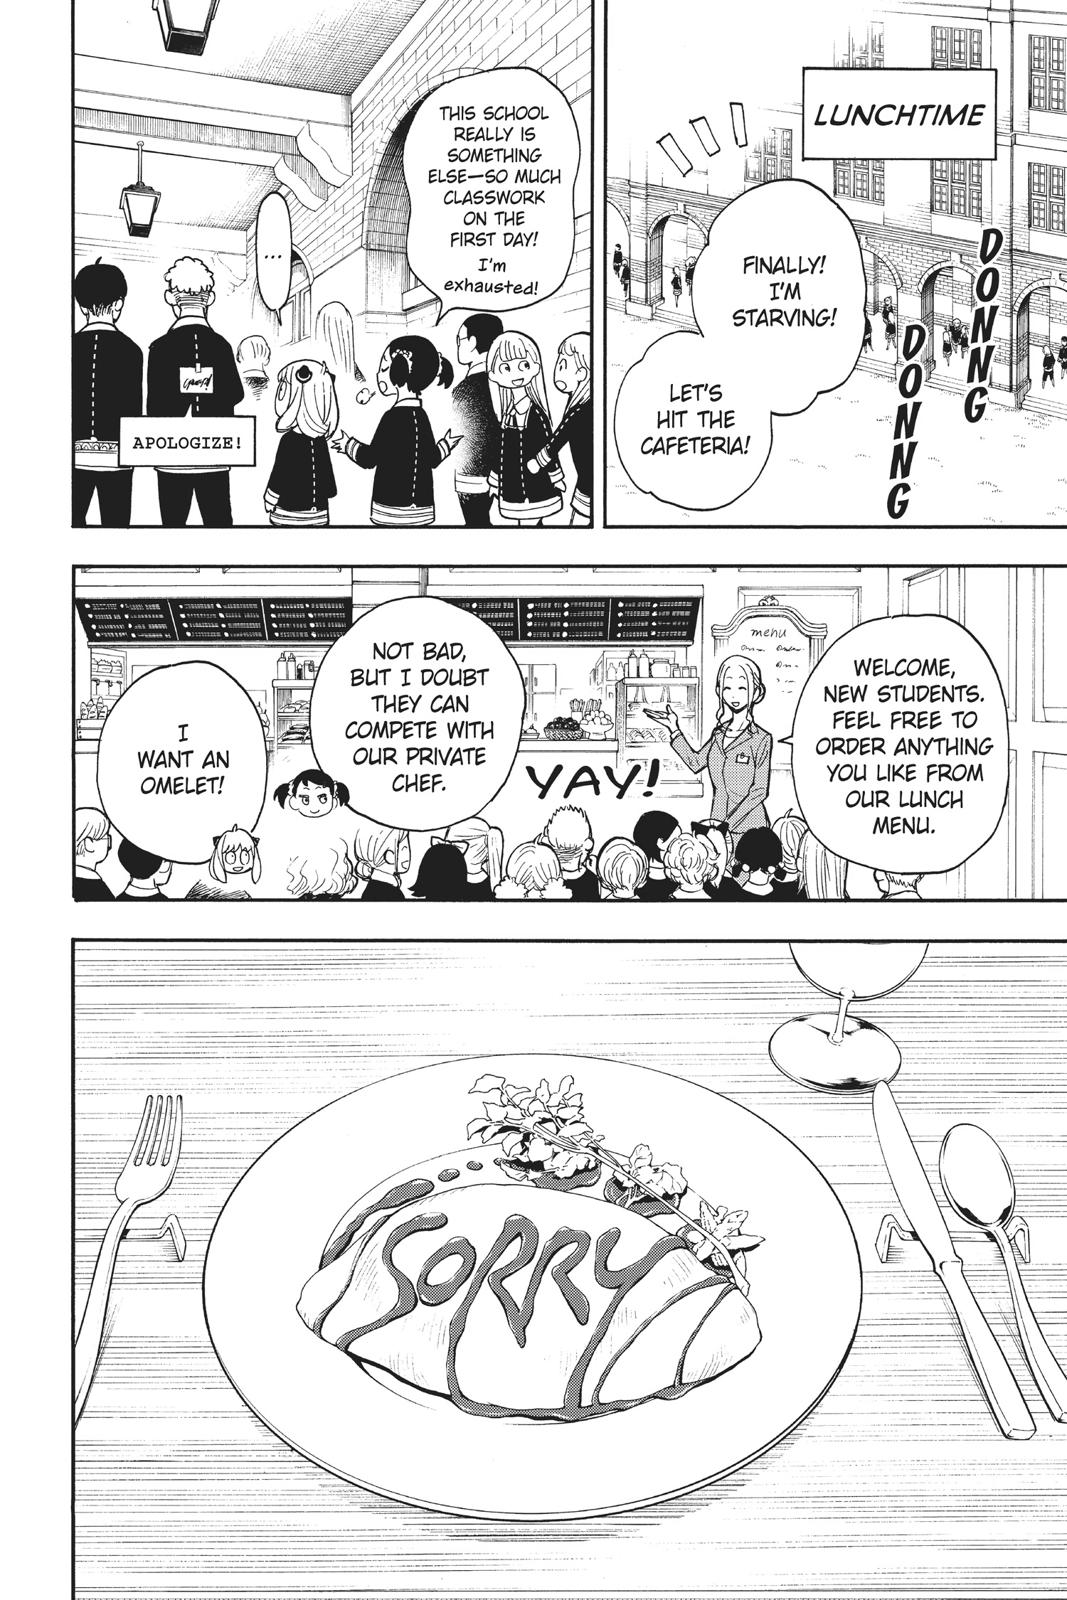 LUNCHTIME
FINALLY!
I'M
STARVING!
LET'S
HIT THE
CAFETERIA!
DONNG
DONNG
THIS SCHOOL
REALLY IS
SOMETHING
ELSE—SO MUCH
CLASSWORK
ON THE
FIRST DAY!
I'm
exhausted!
...
APOLOGIZE!
menu
WELCOME,
NEW STUDENTS.
FEEL FREE TO
ORDER ANYTHING
YOU LIKE FROM
OUR LUNCH
MENU.
YAY!
NOT BAD,
BUT I DOUBT
THEY CAN
COMPETE WITH
OUR PRIVATE
CHEF.
I
WANT AN
OMELET!
SORRY